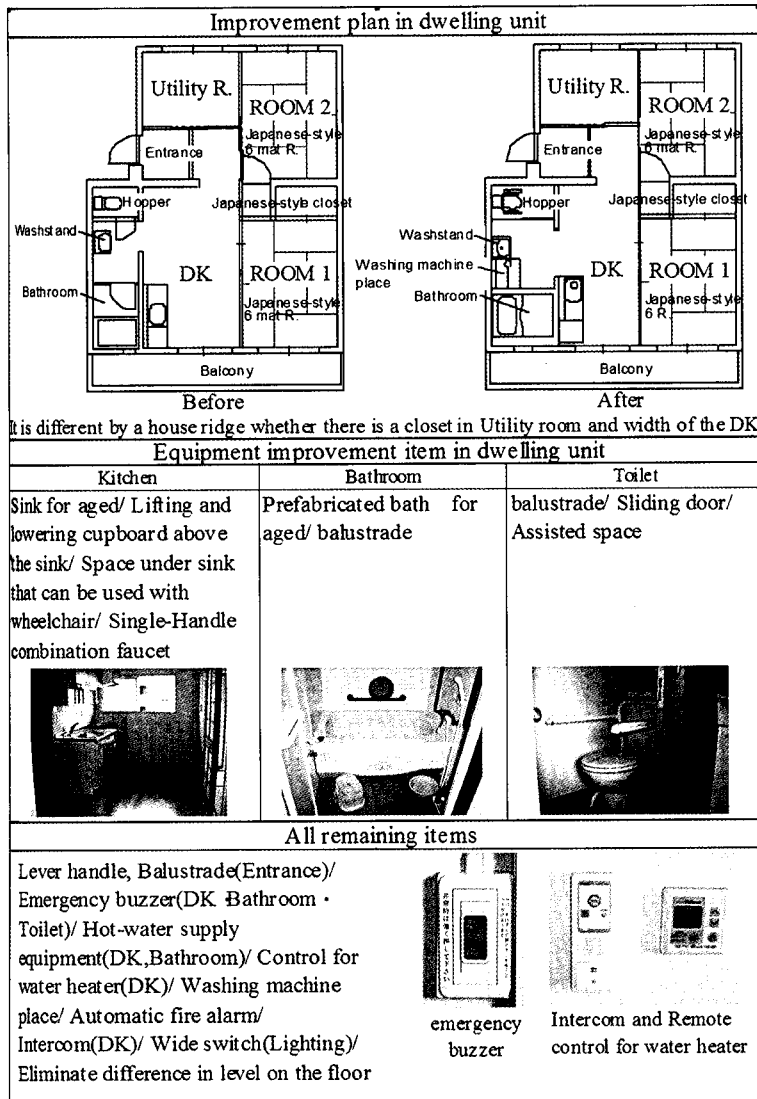 Improvement plan in dwelling unit
Utility R.
ROOM 2
Japanese-style
6 mat R.
Entrance
Hopper
Japanese-style closet
Washstand
DK
ROOM 1
Bathroom
Japanese-style
6 mat R.
Balcony
Before
Utility R.
ROOM 2
Japanese-style
6 mat R.
Entrance
Hopper
Japanese-style closet
Washstand
Washing machine
place
DK
ROOM 1
Bathroom
Japanese-style
6 R.
Balcony
After
It is different by a house ridge whether there is a closet in Utility room and width of the DK
Equipment improvement item in dwelling unit
Kitchen
Sink for aged/ Lifting and
lowering cupboard above
the sink/ Space under sink
that can be used with
wheelchair/ Single-Handle
combination faucet
Bathroom
Prefabricated bath for
aged/ balustrade
Toilet
balustrade/ Sliding door/
Assisted space
All remaining items
Lever handle, Balustrade(Entrance)/
Emergency buzzer(DK ·Bathroom ·
Toilet)/ Hot-water supply
equipment(DK,Bathroom)/ Control for
water heater(DK)/ Washing machine
place/ Automatic fire alarm/
Intercom(DK)/ Wide switch(Lighting)/
Eliminate difference in level on the floor
emergency
buzzer
Intercom and Remote
control for water heater